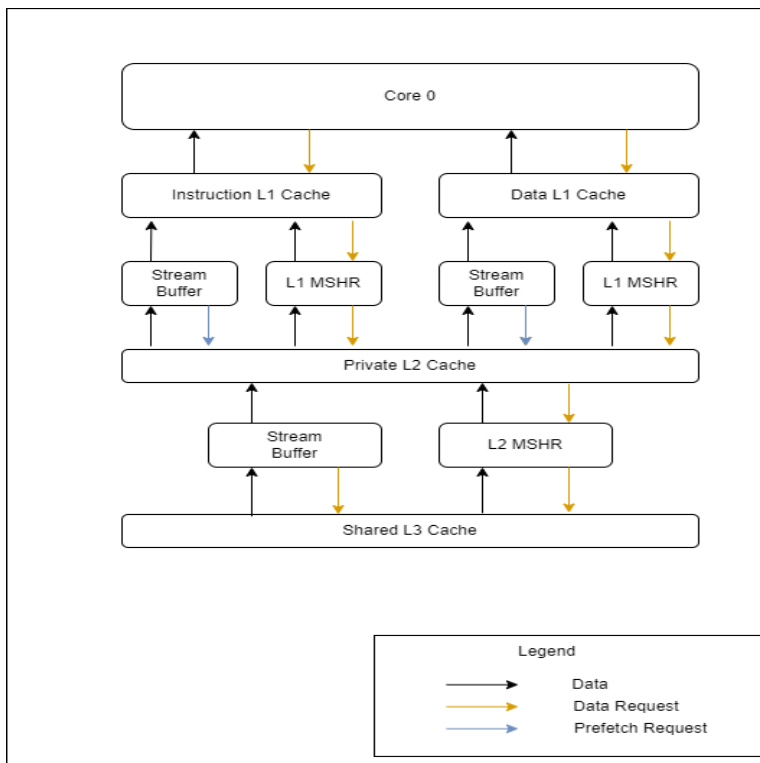 Core 0
Instruction L1 Cache
Data L1 Cache
Stream
Buffer
L1 MSHR
Stream
Buffer
L1 MSHR
Private L2 Cache
Stream
Buffer
L2 MSHR
Shared L3 Cache
Legend
Data
Data Request
Prefetch Request